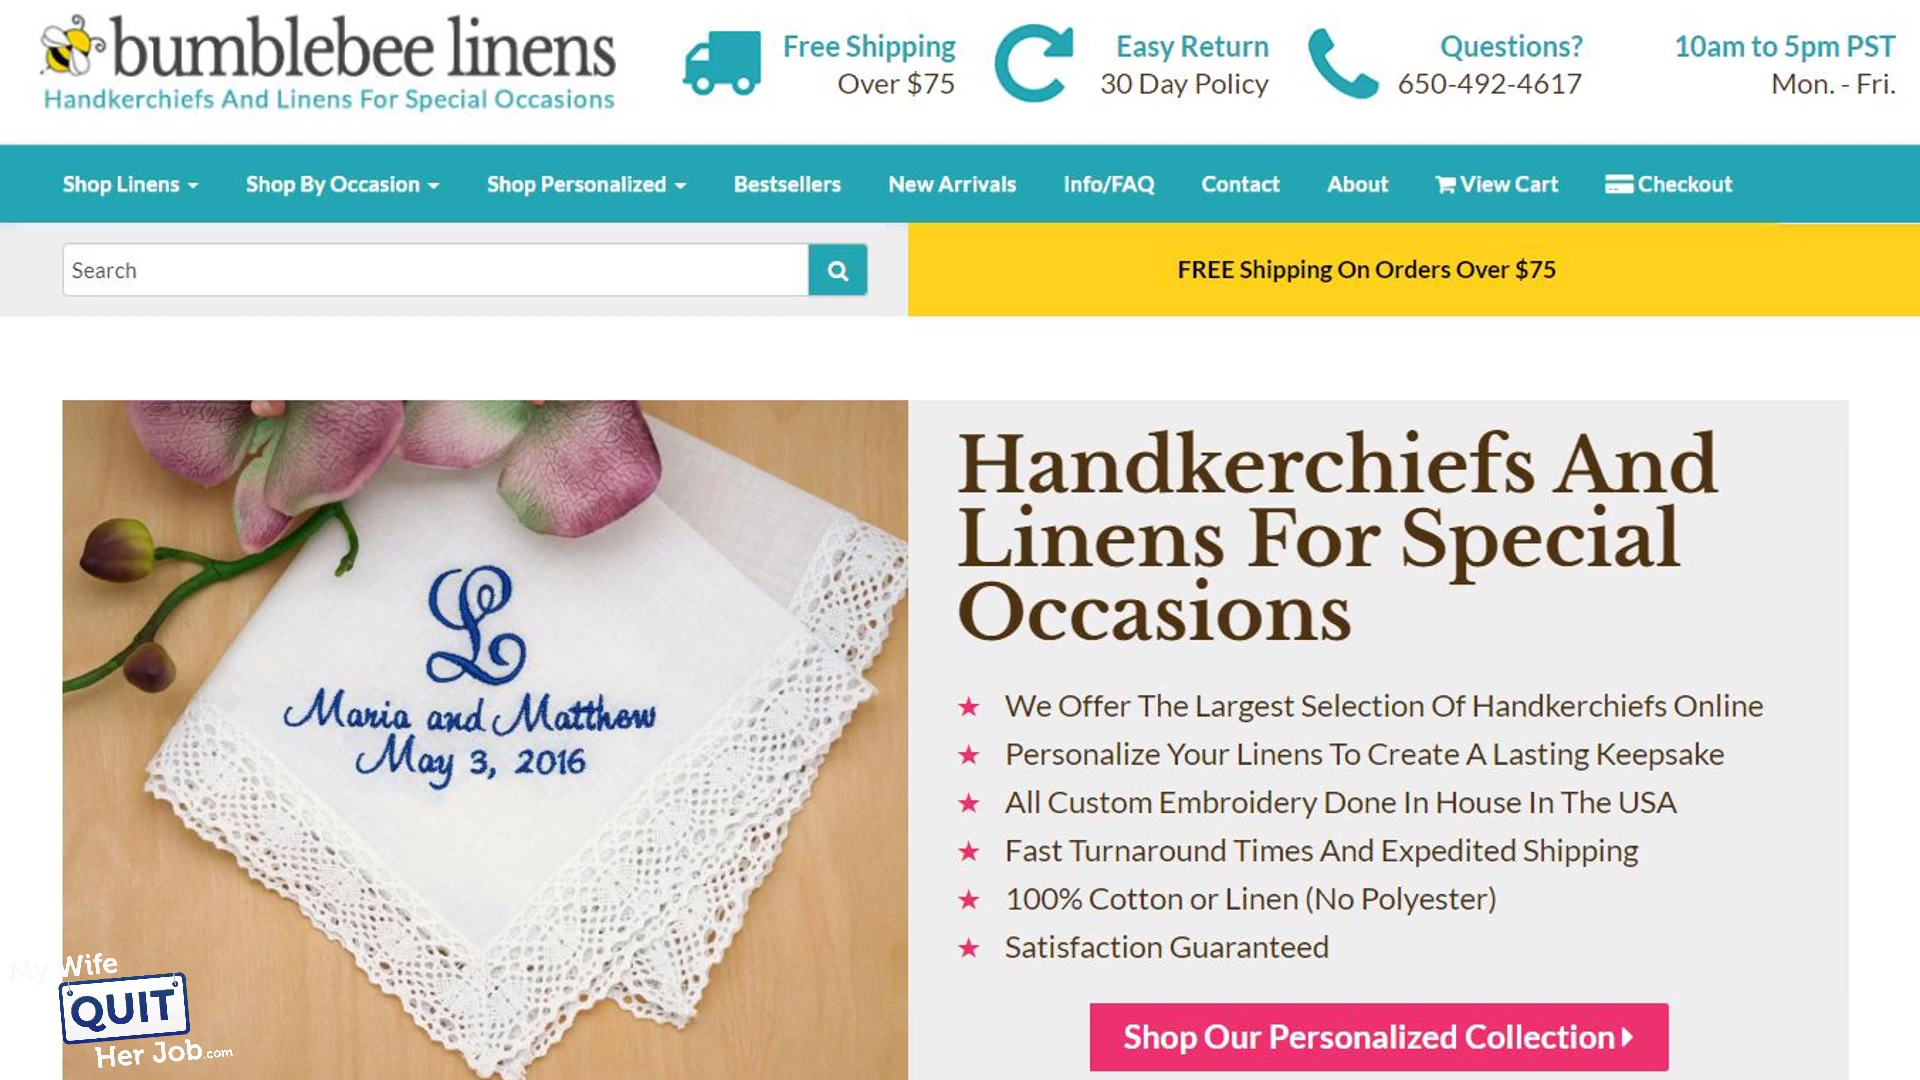 bumblebee linens
Handkerchiefs And Linens For Special Occasions
Free Shipping
Over $75
Easy Return
30 Day Policy
Questions?
650-492-4617
10am to 5pm PST
Mon. - Fri.
Shop Linens
Shop By Occasion
Shop Personalized
Bestsellers
New Arrivals
Info/FAQ
Contact
About
View Cart
Checkout
Search
FREE Shipping On Orders Over $75
L
Maria and Matthew
May 3, 2016
Handkerchiefs And
Linens For Special
Occasions
We Offer The Largest Selection Of Handkerchiefs Online
Personalize Your Linens To Create A Lasting Keepsake
All Custom Embroidery Done In House In The USA
Fast Turnaround Times And Expedited Shipping
100% Cotton or Linen (No Polyester)
Satisfaction Guaranteed
Shop Our Personalized Collection
My Wife
QUIT
Her Job.com